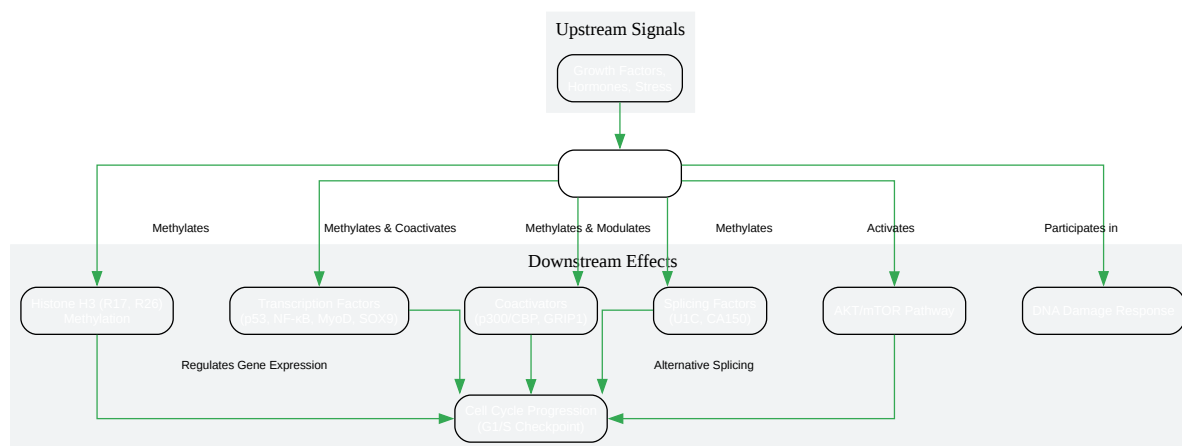 Upstream Signals
Growth Factors,
Hormones, Stress
Methylates
Methylates & Coactivates
Methylates & Modulates
Methylates
Activates
Participates in
Downstream Effects
Histone H3 (R17, R26)
Methylation
Transcription Factors
(p53, NF-κB, MyoD, SOX9)
Coactivators
(p300/CBP, GRIP1)
Splicing Factors
(U1C, CA150)
AKT/mTOR Pathway
DNA Damage Response
Regulates Gene Expression
Alternative Splicing
Cell Cycle Progression
(G1/S Checkpoint)